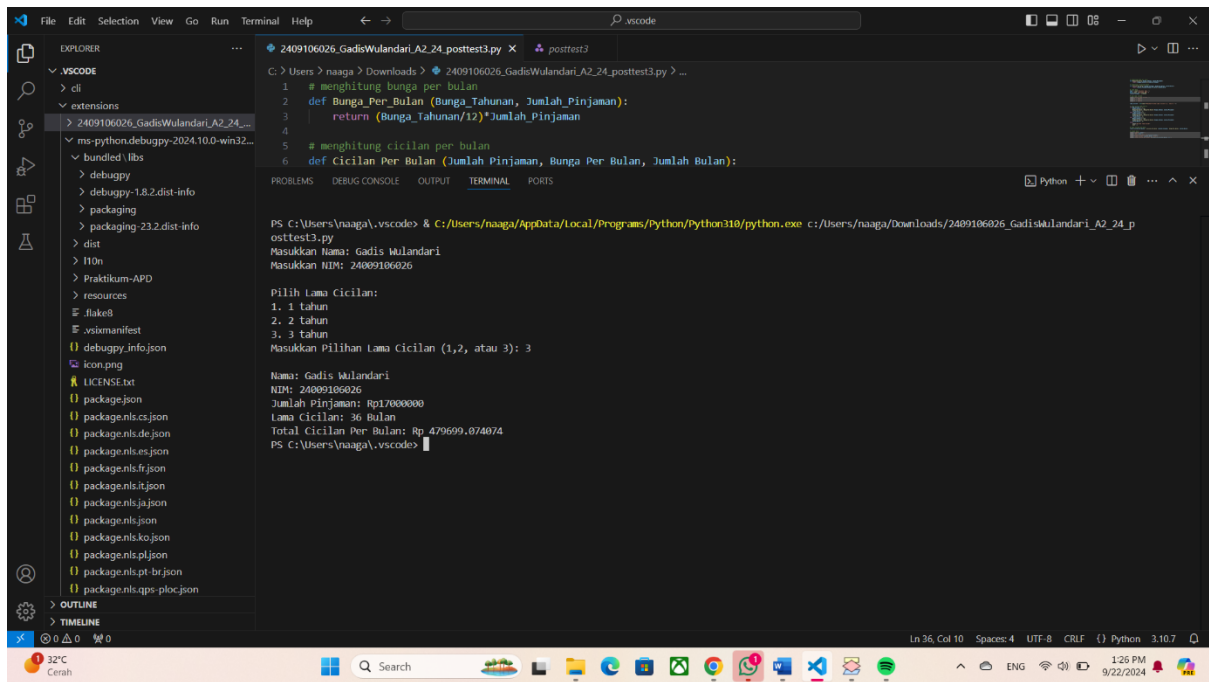 File Edit Selection View Go Run Terminal Help
.vscode
EXPLORER
.VSCODE
cli
extensions
2409106026_GadisWulandari_A2_24_...
ms-python.debugpy-2024.10.0-win32...
bundled \ libs
debugpy
debugpy-1.8.2.dist-info
packaging
packaging-23.2.dist-info
dist
l10n
Praktikum-APD
resources
.flake8
.vsixmanifest
debugpy_info.json
icon.png
LICENSE.txt
package.json
package.nls.cs.json
package.nls.de.json
package.nls.es.json
package.nls.fr.json
package.nls.it.json
package.nls.ja.json
package.nls.json
package.nls.ko.json
package.nls.pl.json
package.nls.pt-br.json
package.nls.qps-ploc.json
OUTLINE
TIMELINE
2409106026_GadisWulandari_A2_24_posttest3.py posttest3
C: > Users > naaga > Downloads > 2409106026_GadisWulandari_A2_24_posttest3.py > ...
1 # menghitung bunga per bulan
2 def Bunga_Per_Bulan (Bunga_Tahunan, Jumlah_Pinjaman):
3 return (Bunga_Tahunan/12)*Jumlah_Pinjaman
4
5 # menghitung cicilan per bulan
6 def Cicilan_Per_Bulan (Jumlah_Pinjaman, Bunga_Per_Bulan, Jumlah_Bulan):
PROBLEMS DEBUG CONSOLE OUTPUT TERMINAL PORTS
Python
PS C:\Users\naaga\.vscode> & C:/Users/naaga/AppData/Local/Programs/Python/Python310/python.exe c:/Users/naaga/Downloads/2409106026_GadisWulandari_A2_24_p
osttest3.py
Masukkan Nama: Gadis Wulandari
Masukkan NIM: 24009106026
Pilih Lama Cicilan:
1. 1 tahun
2. 2 tahun
3. 3 tahun
Masukkan Pilihan Lama Cicilan (1,2, atau 3): 3
Nama: Gadis Wulandari
NIM: 24009106026
Jumlah Pinjaman: Rp17000000
Lama Cicilan: 36 Bulan
Total Cicilan Per Bulan: Rp 479699.074074
PS C:\Users\naaga\.vscode>
0 0 0
Ln 36, Col 10 Spaces: 4 UTF-8 CRLF {} Python 3.10.7
1
32°C
Cerah
Search
ENG
1:26 PM
9/22/2024
PRE